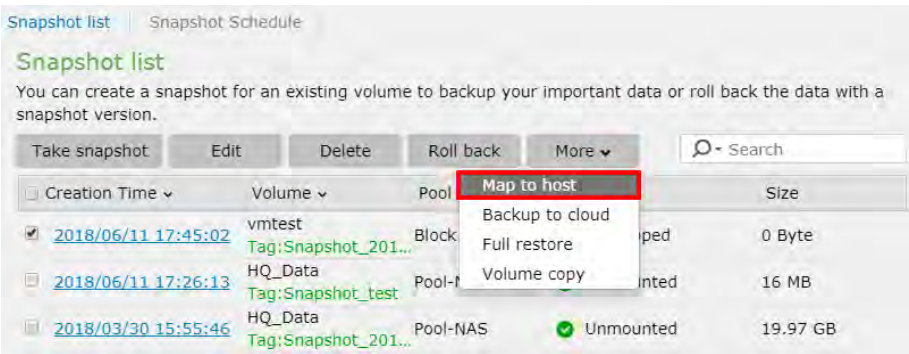 Snapshot list Snapshot Schedule
Snapshot list
You can create a snapshot for an existing volume to backup your important data or roll back the data with a
snapshot version.
Take snapshot Edit Delete Roll back More Search
Creation Time Volume Pool Map to host Size
2018/06/11 17:45:02 vmtest Block pped 0 Byte
Tag:Snapshot_201...
Backup to cloud
Full restore
2018/06/11 17:26:13 HQ_Data Pool-N nted 16 MB
Tag:Snapshot_test
Volume copy
2018/03/30 15:55:46 HQ_Data Pool-NAS Unmounted 19.97 GB
Tag:Snapshot_201...